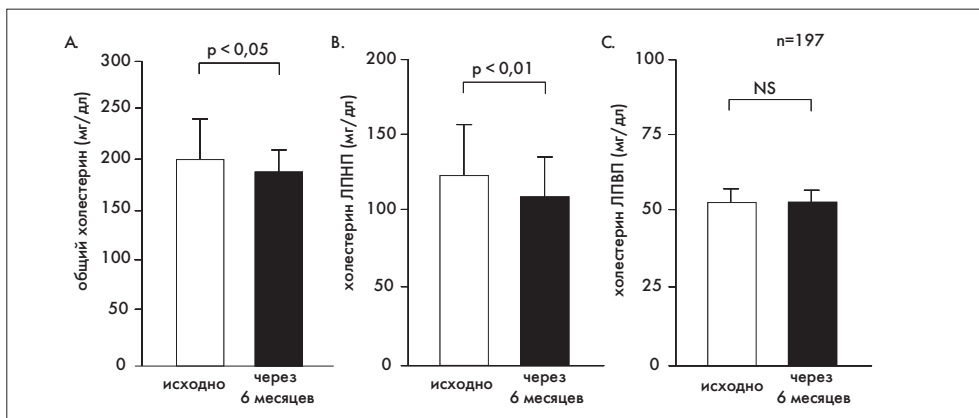 A.
p < 0,05
общий холестерин (мг/дл)
300
250
200
150
100
50
0
исходно
через
6 месяцев
B.
p < 0,01
холестерин ЛПНП (мг/дл)
200
150
100
50
0
исходно
через
6 месяцев
C.
n=197
NS
холестерин ЛПВП (мг/дл)
100
75
50
25
0
исходно
через
6 месяцев